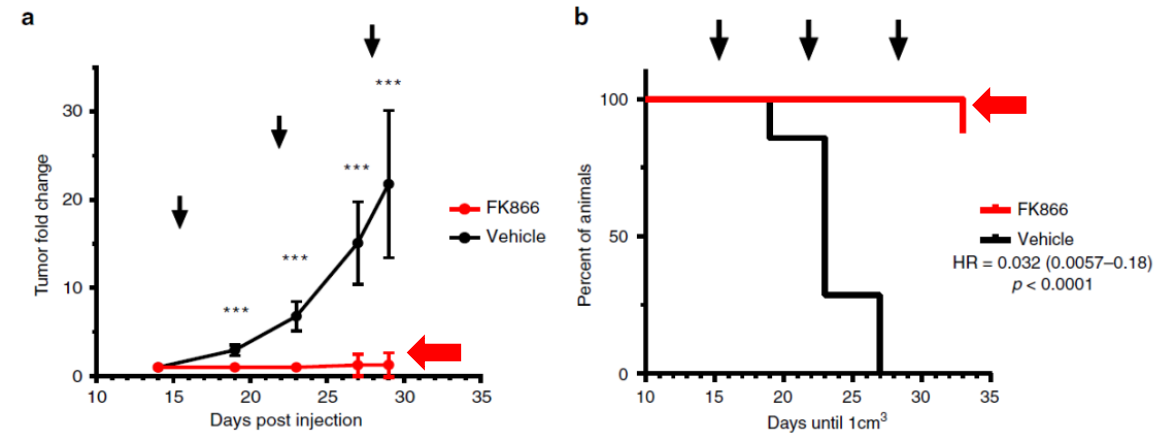 a
30
20
10
0
Tumor fold change
***
***
***
***
10 15 20 25 30 35
Days post injection
FK866
Vehicle
b
100
50
0
Percent of animals
10 15 20 25 30 35
Days until 1cm³
FK866
Vehicle
HR = 0.032 (0.0057–0.18)
p < 0.0001